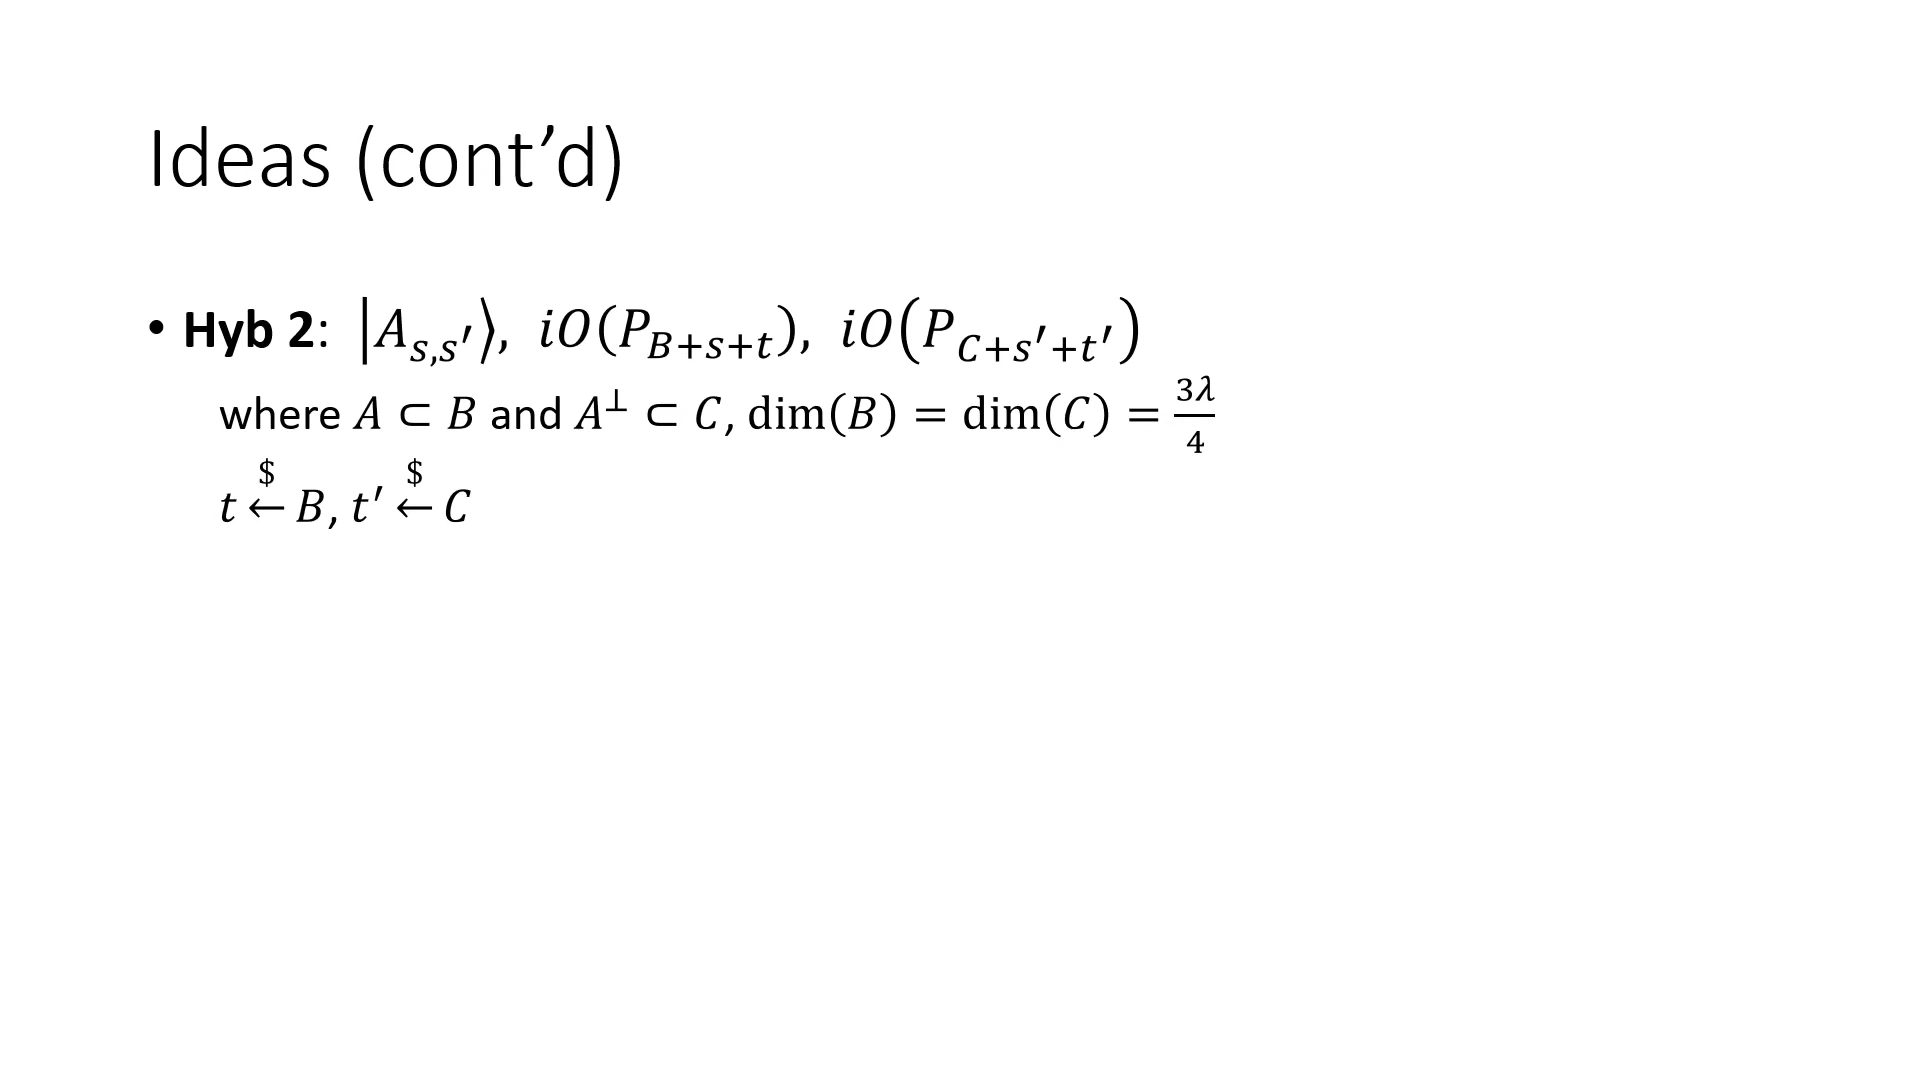 Ideas (cont’d)
• Hyb 2: |A_{s,s′}⟩, iO(P_{B+s+t}), iO(P_{C+s′+t′})
where A ⊂ B and A^⊥ ⊂ C, dim(B) = dim(C) = 3λ/4
t ←^$ B, t′ ←^$ C